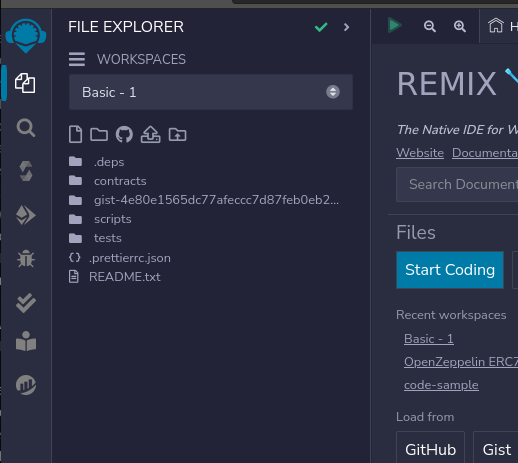 FILE EXPLORER
WORKSPACES
Basic - 1
.deps
contracts
gist-4e80e1565dc77afeccc7d87feb0eb2...
scripts
tests
.prettierrc.json
README.txt
H
REMIX
The Native IDE for W
Website Documenta
Search Document
Files
Start Coding
Recent workspaces
Basic - 1
OpenZeppelin ERC7
code-sample
Load from
GitHub Gist